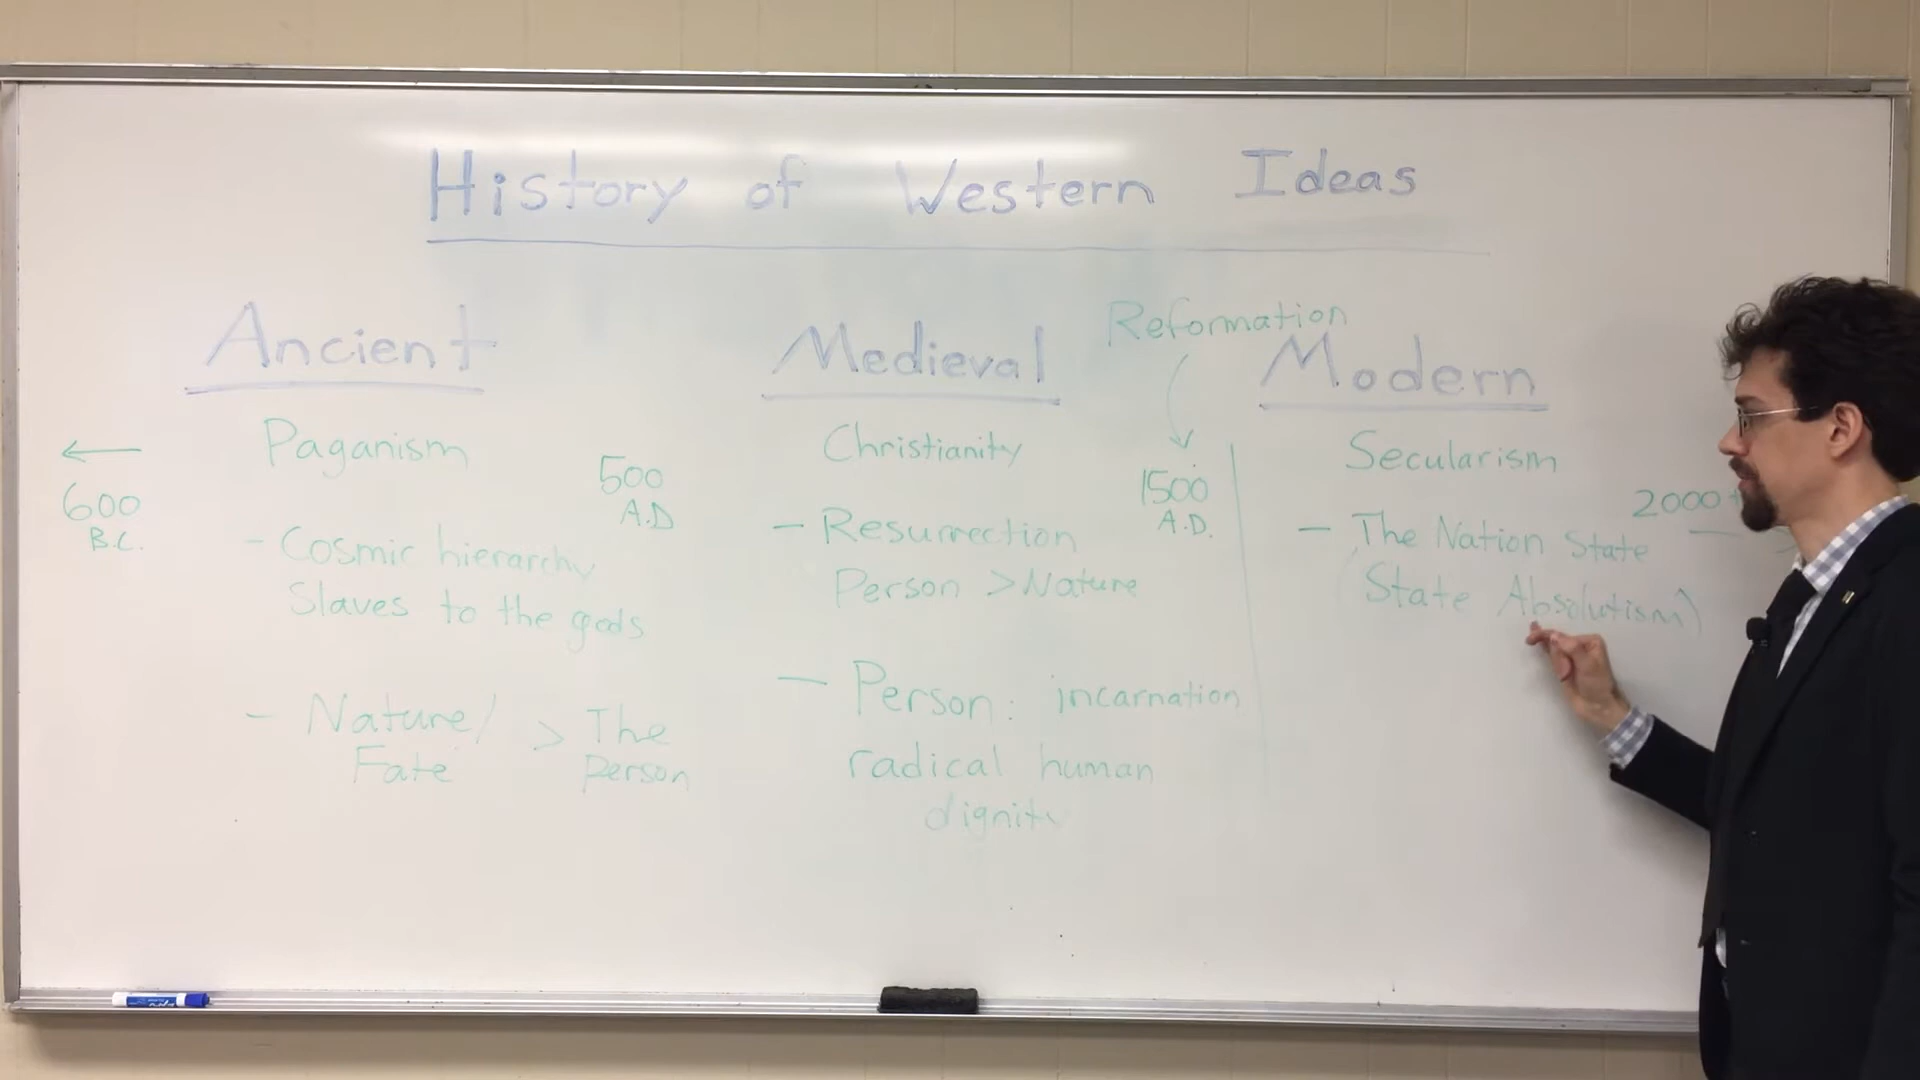 History of Western Ideas
Ancient
Paganism
600
B.C.
500
A.D
- Cosmic hierarchy
Slaves to the gods
- Nature/
Fate
> The
Person
Medieval
Christianity
- Resurrection
Person > Nature
- Person: incarnation
radical human
dignity
Reformation
1500
A.D.
Modern
Secularism
2000
- The Nation State
(State Absolutism)